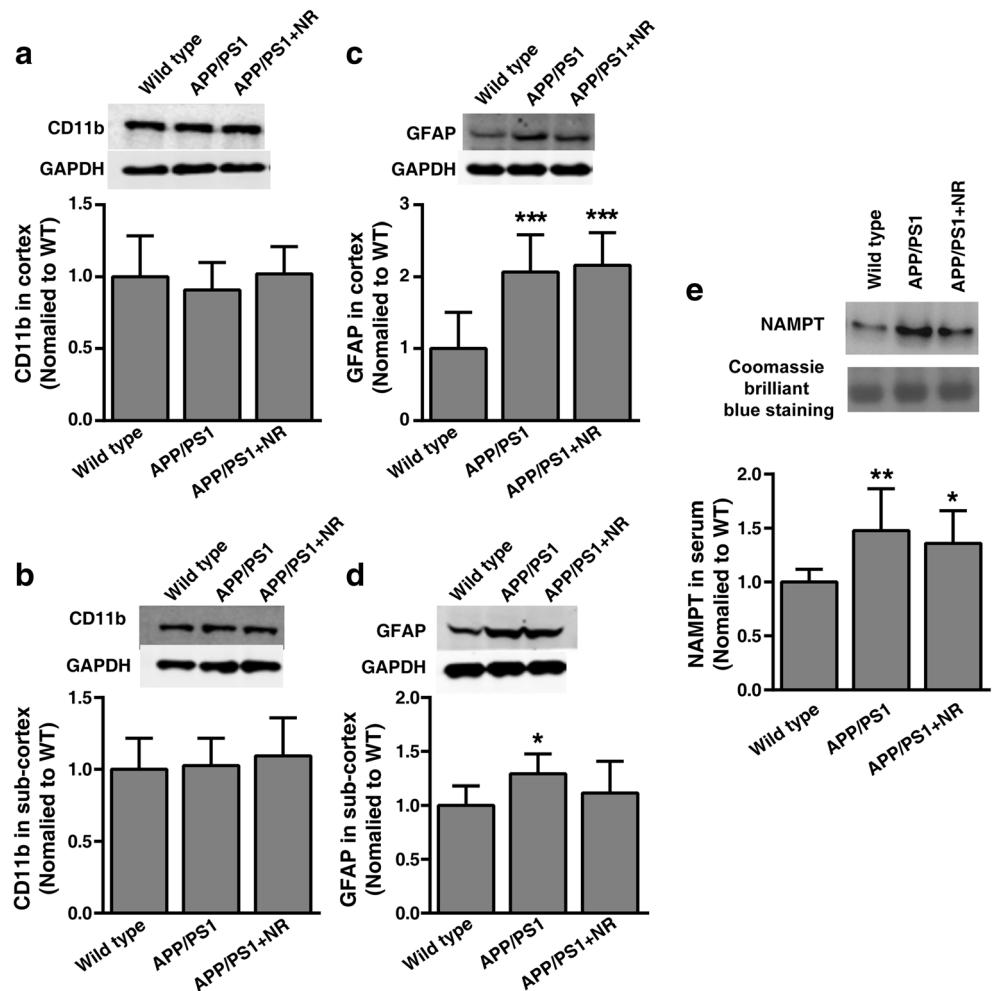 a
Wild type
APP/PS1
APP/PS1+NR
CD11b
GAPDH
CD11b in cortex
(Nomalied to WT)
1.5
1.0
0.5
0.0
Wild type
APP/PS1
APP/PS1+NR
c
Wild type
APP/PS1
APP/PS1+NR
GFAP
GAPDH
GFAP in cortex
(Nomalied to WT)
3
2
1
0
***
***
Wild type
APP/PS1
APP/PS1+NR
b
Wild type
APP/PS1
APP/PS1+NR
CD11b
GAPDH
CD11b in sub-cortex
(Nomalied to WT)
1.5
1.0
0.5
0.0
Wild type
APP/PS1
APP/PS1+NR
d
Wild type
APP/PS1
APP/PS1+NR
GFAP
GAPDH
GFAP in sub-cortex
(Nomalied to WT)
2.0
1.5
1.0
0.5
0.0
*
Wild type
APP/PS1
APP/PS1+NR
e
Wild type
APP/PS1
APP/PS1+NR
NAMPT
Coomassie
brilliant
blue staining
NAMPT in serum
(Nomalied to WT)
2.0
1.5
1.0
0.5
0.0
**
*
Wild type
APP/PS1
APP/PS1+NR